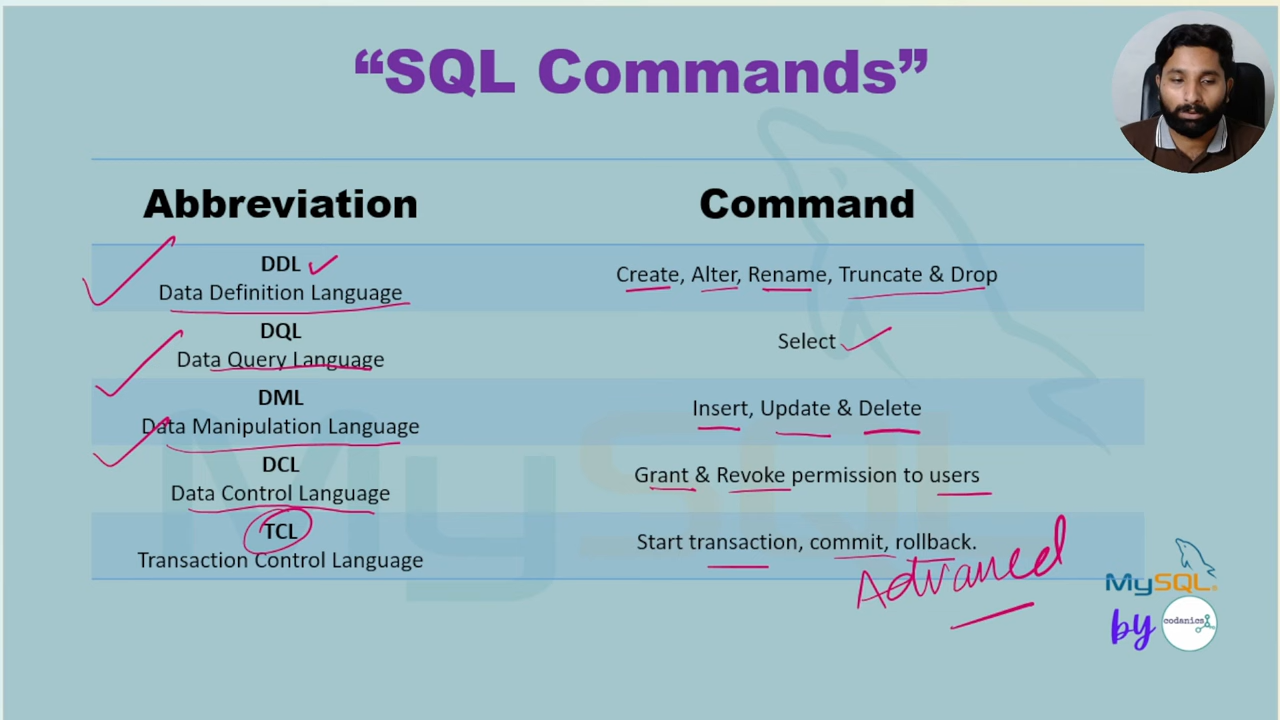 “SQL Commands”
Abbreviation Command
DDL
Data Definition Language
Create, Alter, Rename, Truncate & Drop
DQL
Data Query Language
Select
DML
Data Manipulation Language
Insert, Update & Delete
DCL
Data Control Language
Grant & Revoke permission to users
TCL
Transaction Control Language
Start transaction, commit, rollback.
Advanced
MySQL
MySQL
by
codanics